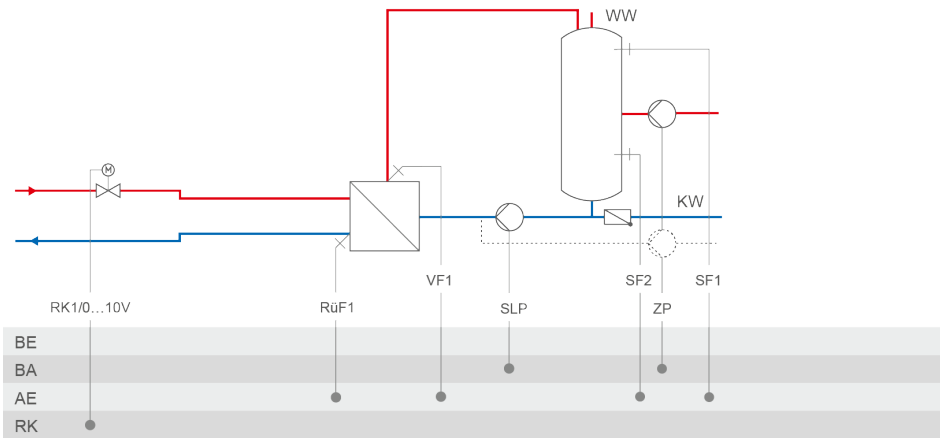 WW
M
KW
VF1
SF2
SF1
RK1/0...10V
RüF1
SLP
ZP
BE
BA
AE
RK